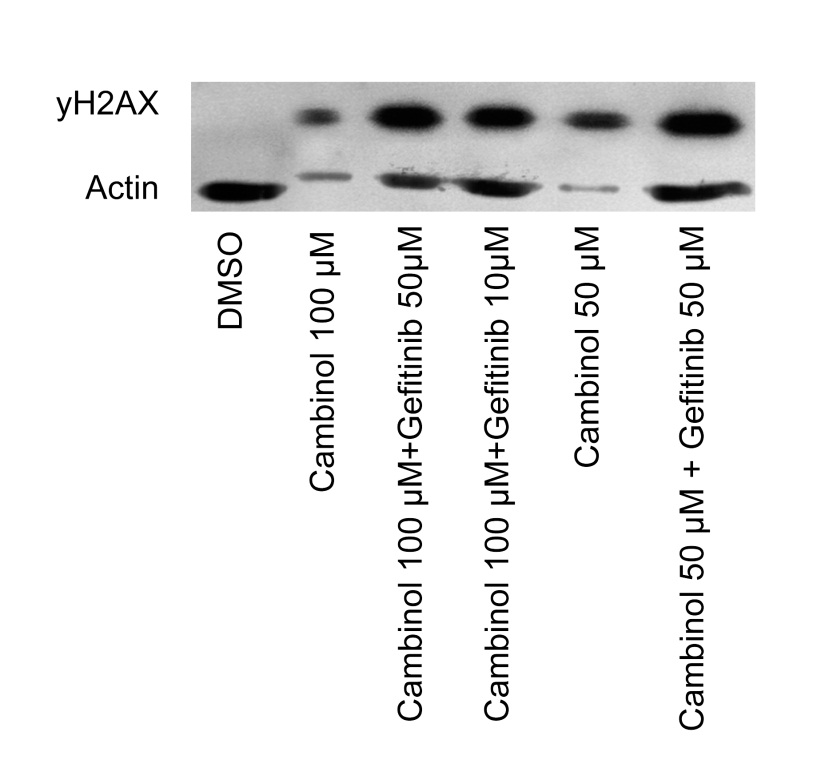 yH2AX
Actin
DMSO
Cambinol 100 µM
Cambinol 100 µM+Gefitinib 50µM
Cambinol 100 µM+Gefitinib 10µM
Cambinol 50 µM
Cambinol 50 µM + Gefitinib 50 µM